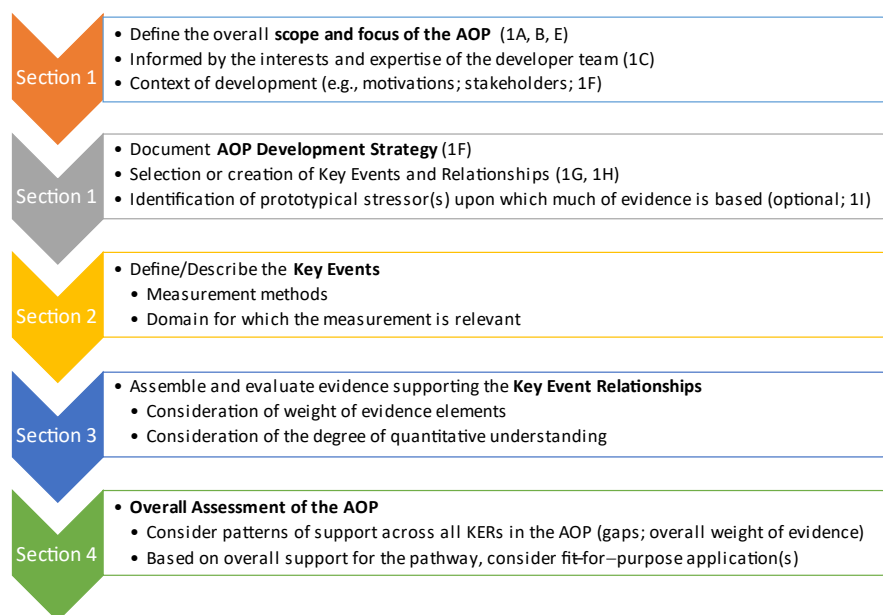 Section 1
• Define the overall scope and focus of the AOP (1A, B, E)
• Informed by the interests and expertise of the developer team (1C)
• Context of development (e.g., motivations; stakeholders; 1F)
Section 1
• Document AOP Development Strategy (1F)
• Selection or creation of Key Events and Relationships (1G, 1H)
• Identification of prototypical stressor(s) upon which much of evidence is based (optional; 1I)
Section 2
• Define/Describe the Key Events
• Measurement methods
• Domain for which the measurement is relevant
Section 3
• Assemble and evaluate evidence supporting the Key Event Relationships
• Consideration of weight of evidence elements
• Consideration of the degree of quantitative understanding
Section 4
• Overall Assessment of the AOP
• Consider patterns of support across all KERs in the AOP (gaps; overall weight of evidence)
• Based on overall support for the pathway, consider fit-for-purpose application(s)